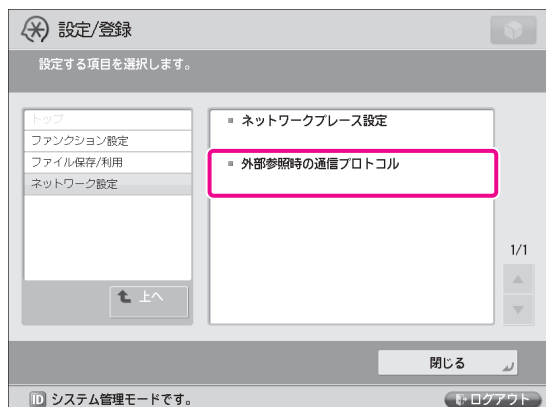 設定/登録
設定する項目を選択します。
トップ
ファンクション設定
ファイル保存/利用
ネットワーク設定
上へ
ネットワークプレース設定
外部参照時の通信プロトコル
1/1
閉じる
ID システム管理モードです。
ログアウト